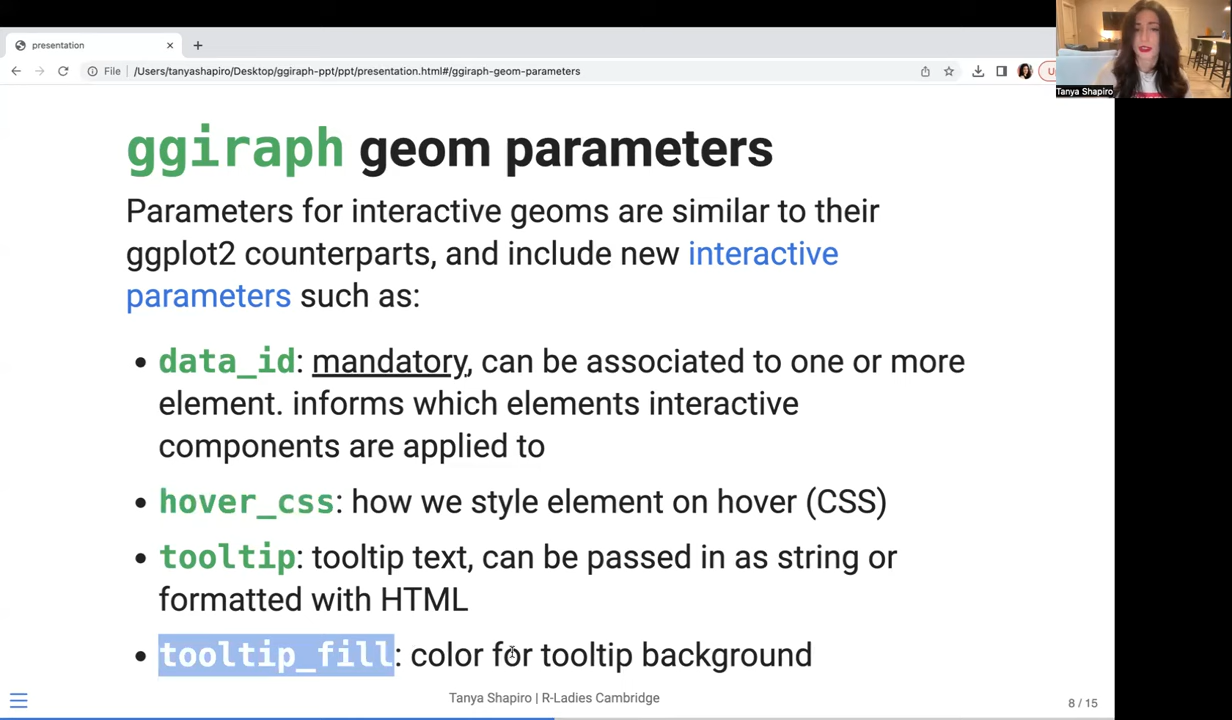 presentation
File
/Users/tanyashapiro/Desktop/ggiraph-ppt/ppt/presentation.html#/ggiraph-geom-parameters
Tanya Shapiro
ggiraph geom parameters
Parameters for interactive geoms are similar to their
ggplot2 counterparts, and include new interactive
parameters such as:
• data_id: mandatory, can be associated to one or more
element. informs which elements interactive
components are applied to
• hover_css: how we style element on hover (CSS)
• tooltip: tooltip text, can be passed in as string or
formatted with HTML
• tooltip_fill: color for tooltip background
Tanya Shapiro | R-Ladies Cambridge
8 / 15